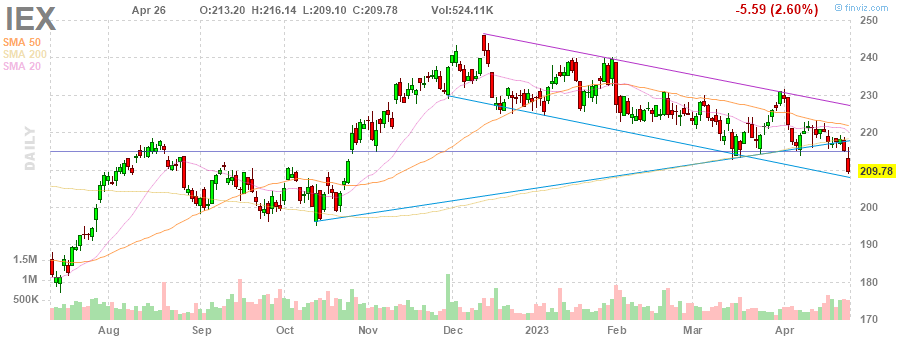 IEX Apr 26 O:213.20 H:216.14 L:209.10 C:209.78 Vol:524.11K -5.59 (2.60%) © finviz.com
SMA 50
SMA 200
SMA 20
DAILY
250
240
230
220
209.78
200
190
180
170
1.5M
1M
500K
Aug Sep Oct Nov Dec 2023 Feb Mar Apr